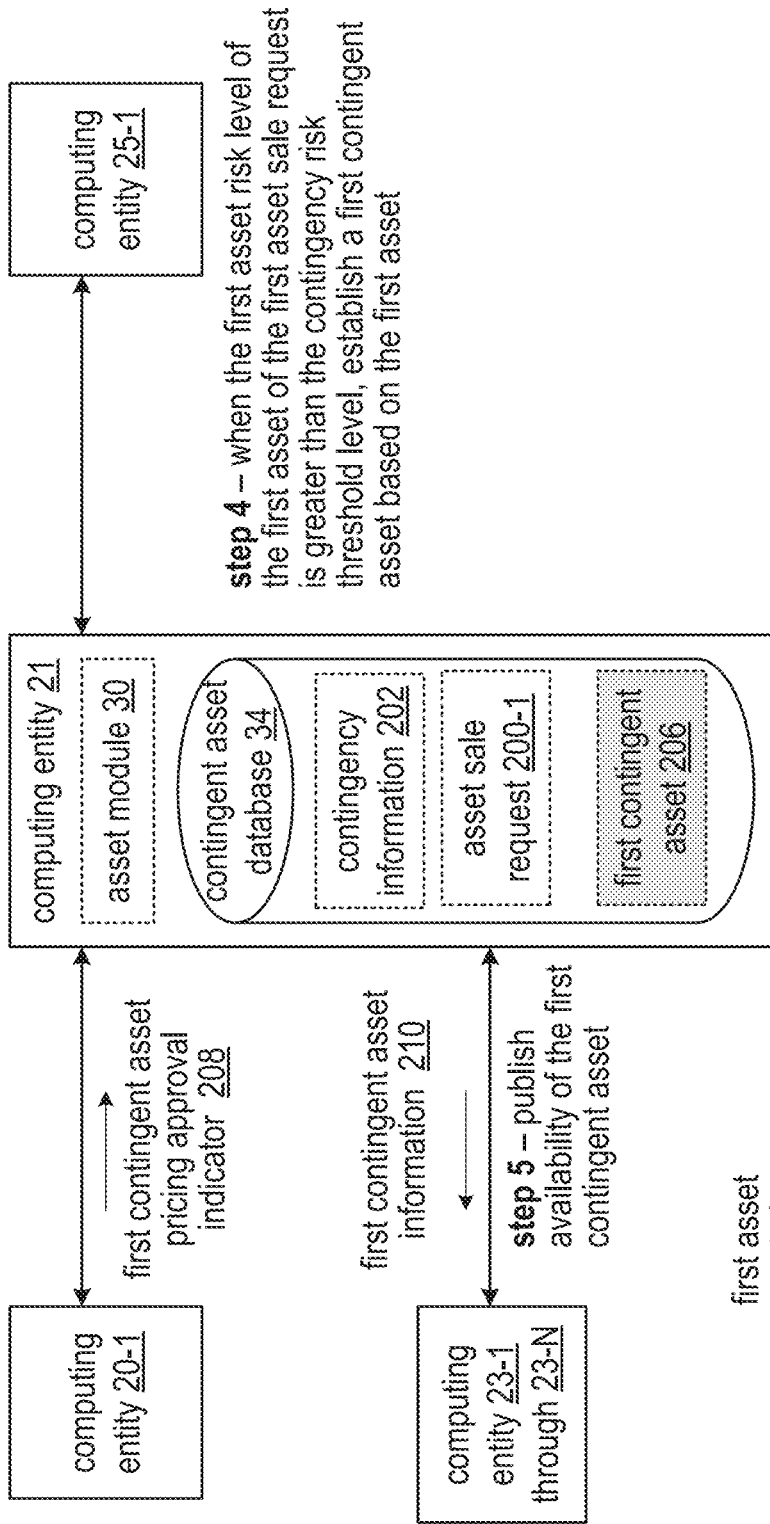 computing
entity 20-1
first contingent asset
pricing approval
indicator 208
computing entity 21
asset module 30
contingent asset
database 34
contingency
information 202
asset sale
request 200-1
first contingent
asset 206
computing
entity 25-1
step 4 – when the first asset risk level of
the first asset of the first asset sale request
is greater than the contingency risk
threshold level, establish a first contingent
asset based on the first asset
computing
entity 23-1
through 23-N
first contingent asset
information 210
step 5 – publish
availability of the first
contingent asset
first asset